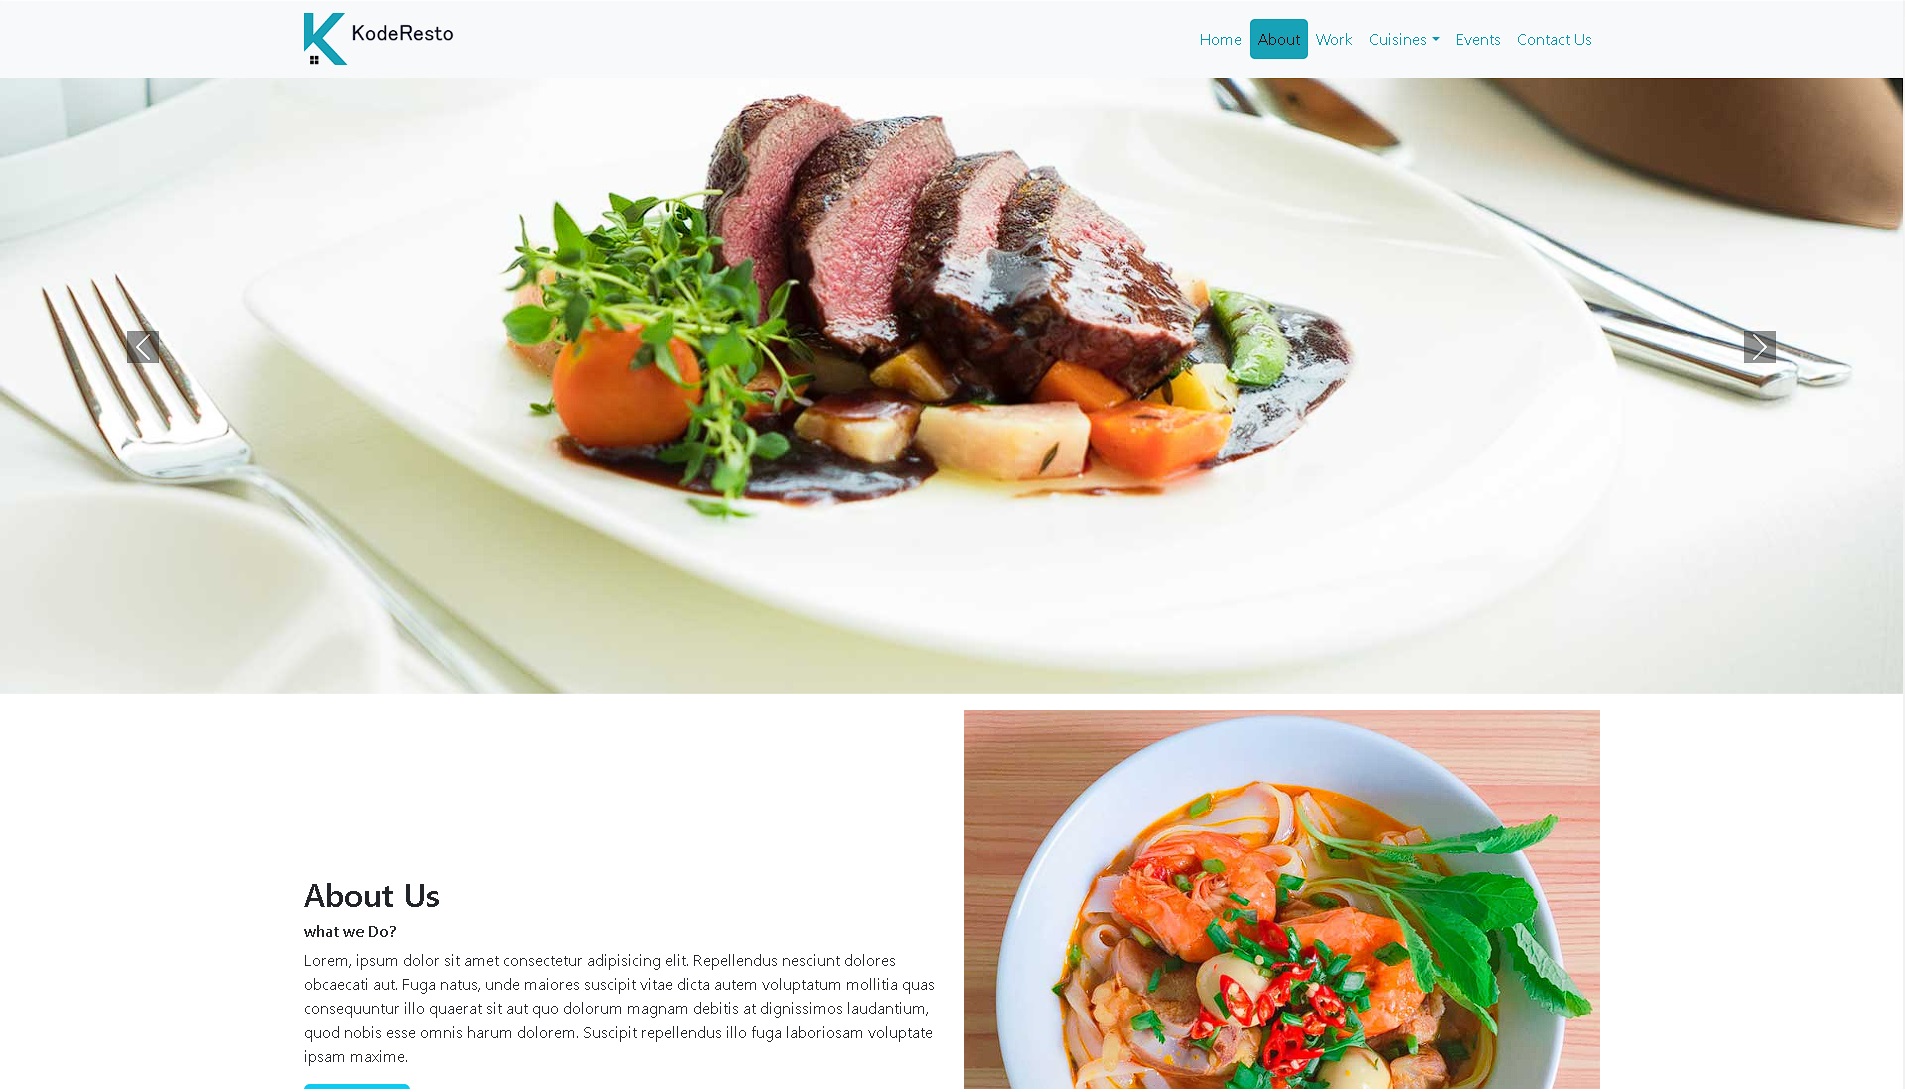 KodeResto
Home About Work Cuisines Events Contact Us
About Us
what we Do?
Lorem, ipsum dolor sit amet consectetur adipisicing elit. Repellendus nesciunt dolores
obcaecati aut. Fuga natus, unde maiores suscipit vitae dicta autem voluptatum mollitia quas
consequuntur illo quaerat sit aut quo dolorum magnam debitis at dignissimos laudantium,
quod nobis esse omnis harum dolorem. Suscipit repellendus illo fuga laboriosam voluptate
ipsam maxime.